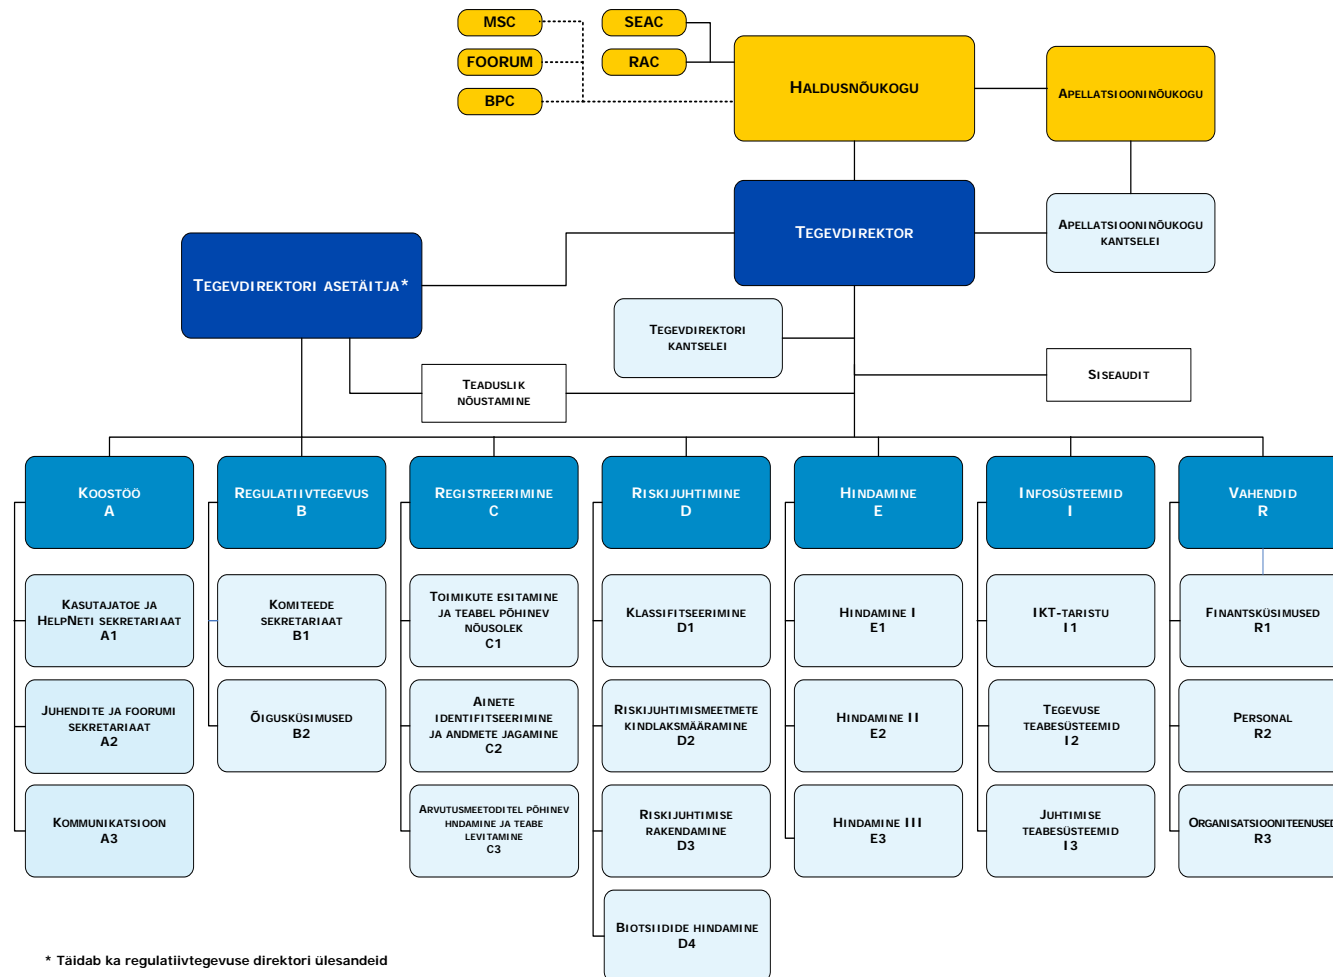 MSC
SEAC
FOORUM
RAC
BPC
HALDUSNÕUKOGU
APELLATSIOONINÕUKOGU
TEGEVDIREKTOR
APELLATSIOONINÕUKOGU
KANTSELEI
TEGEVDIREKTORI ASETÄITJA*
TEGEVDIREKTORI
KANTSELEI
TEADUSLIK
NÕUSTAMINE
SISEAUDIT
KOOSTÖÖ
A
REGULATIIVTEGEVUS
B
REGISTREERIMINE
C
RISKIJUHTIMINE
D
HINDAMINE
E
INFOSÜSTEEMID
I
VAHENDID
R
KASUTAJATOE JA
HELPNETI SEKRETARIAAT
A1
KOMITEEDE
SEKRETARIAAT
B1
TOIMIKUTE ESITAMINE
JA TEABEL PÕHINEV
NÕUSOLEK
C1
KLASSIFITSEERIMINE
D1
HINDAMINE I
E1
IKT-TARISTU
I1
FINANTSKÜSIMUSED
R1
JUHENDITE JA FOORUMI
SEKRETARIAAT
A2
ÕIGUSKÜSIMUSED
B2
AINETE
IDENTIFITSEERIMINE
JA ANDMETE JAGAMINE
C2
RISKIJUHTIMISMEETMETE
KINDLAKSMÄÄRAMINE
D2
HINDAMINE II
E2
TEGEVUSE
TEABESÜSTEEMID
I2
PERSONAL
R2
KOMMUNIKATSIOON
A3
ARVUTUSMEETODITEL PÕHINEV
HNDAMINE JA TEABE
LEVITAMINE
C3
RISKIJUHTIMISE
RAKENDAMINE
D3
HINDAMINE III
E3
JUHTIMISE
TEABESÜSTEEMID
I3
ORGANISATSIOONITEENUSED
R3
BIOTSIIDIDE HINDAMINE
D4
* Täidab ka regulatiivtegevuse direktori ülesandeid